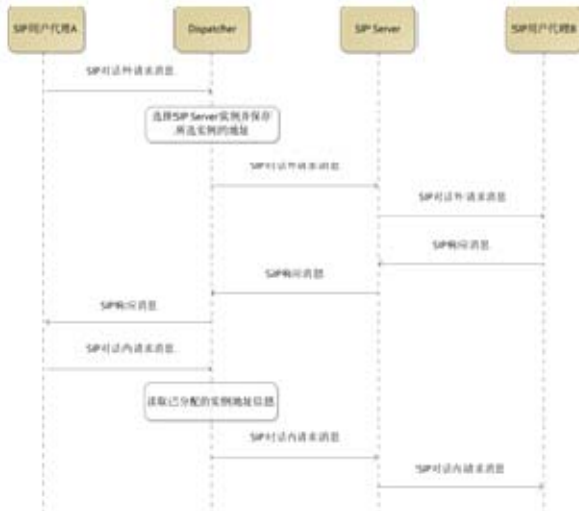 SIP用户代理A
Dispatcher
SIP Server
SIP用户代理B
SIP对话外请求消息
选择SIP Server实例并保存
所选实例的地址
SIP对话外请求消息
SIP对话外请求消息
SIP响应消息
SIP响应消息
SIP响应消息
SIP对话内请求消息
读取已分配的实例地址信息
SIP对话内请求消息
SIP对话内请求消息